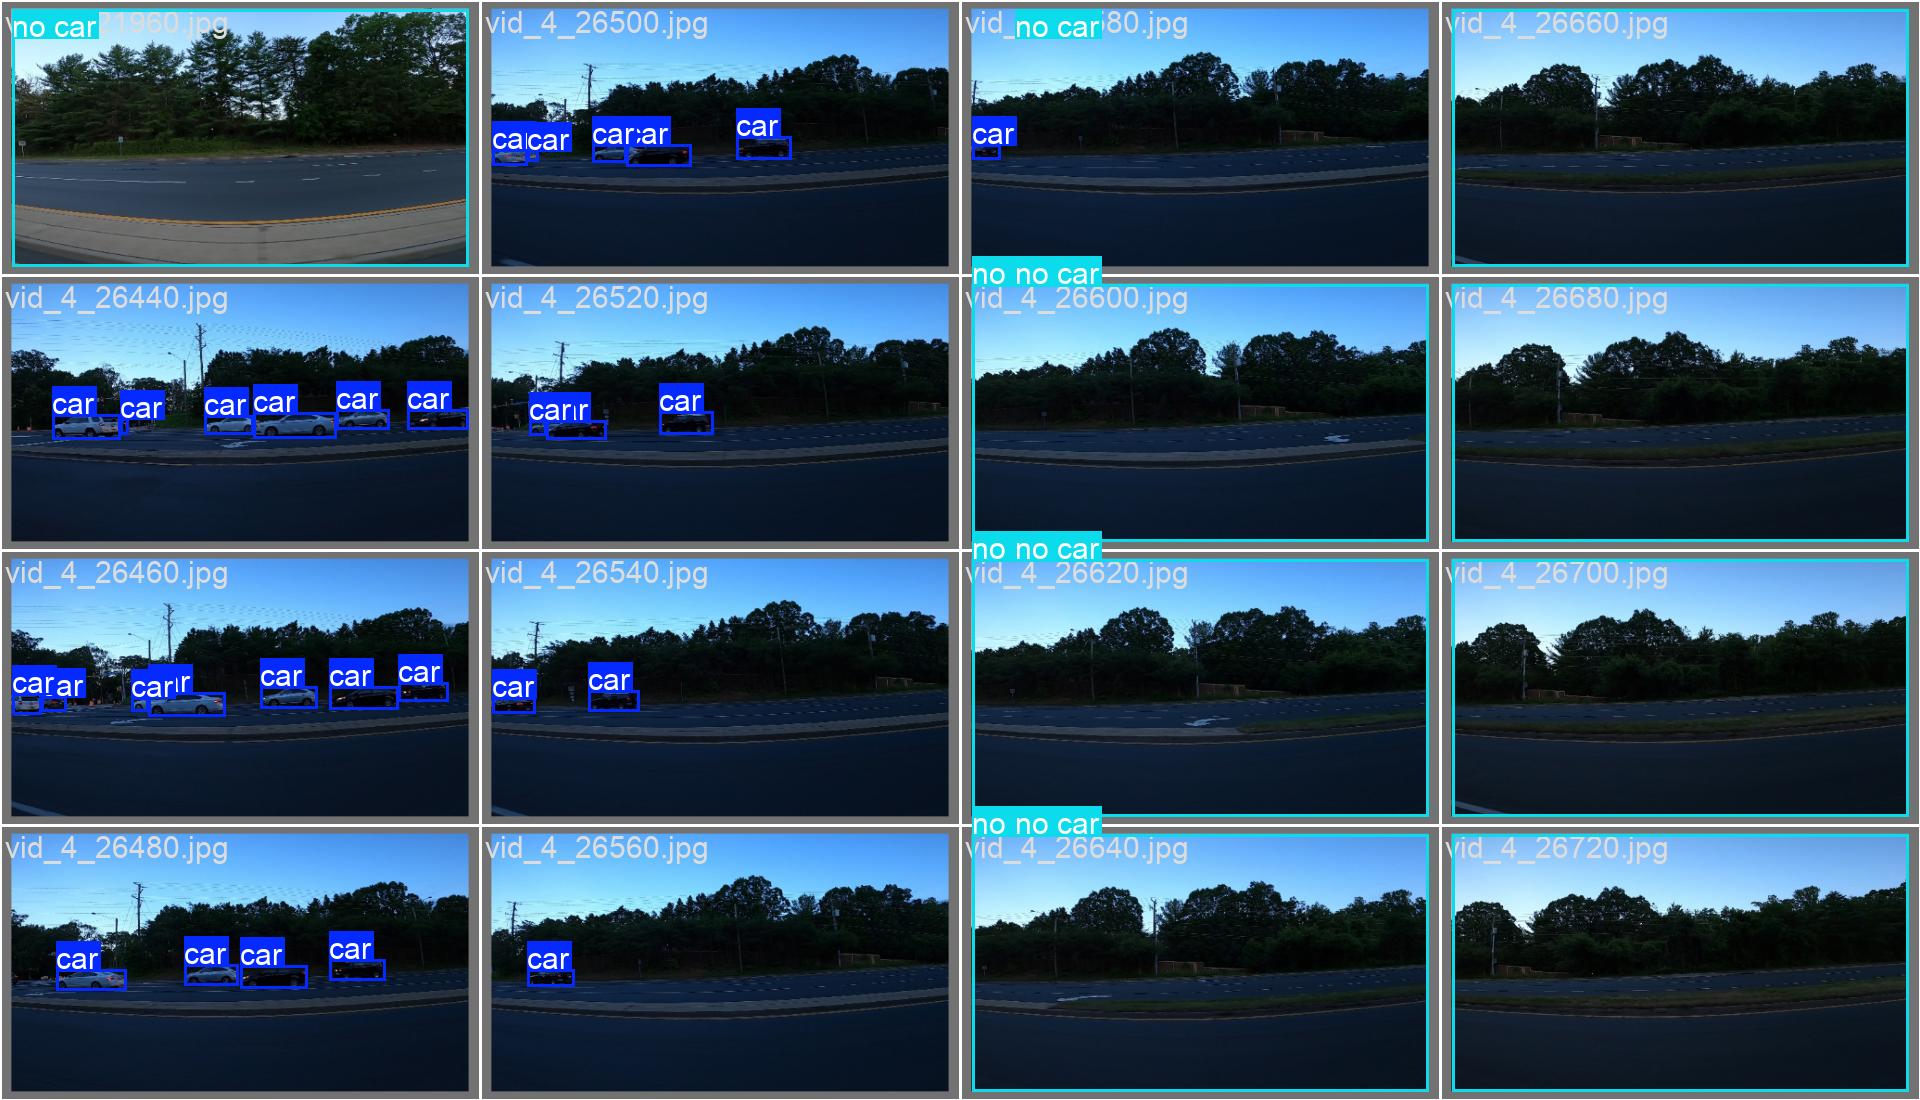 no car 21960.jpg
vid_4_26500.jpg
vid_ no car 80.jpg
vid_4_26660.jpg
car
car
car
car
car
no no car
vid_4_26440.jpg
vid_4_26520.jpg
vid_4_26600.jpg
vid_4_26680.jpg
car
car
car
car
car
car
car
car
no no car
vid_4_26460.jpg
vid_4_26540.jpg
vid_4_26620.jpg
vid_4_26700.jpg
car
car
car
car
car
car
car
no no car
vid_4_26480.jpg
vid_4_26560.jpg
vid_4_26640.jpg
vid_4_26720.jpg
car
car
car
car
car